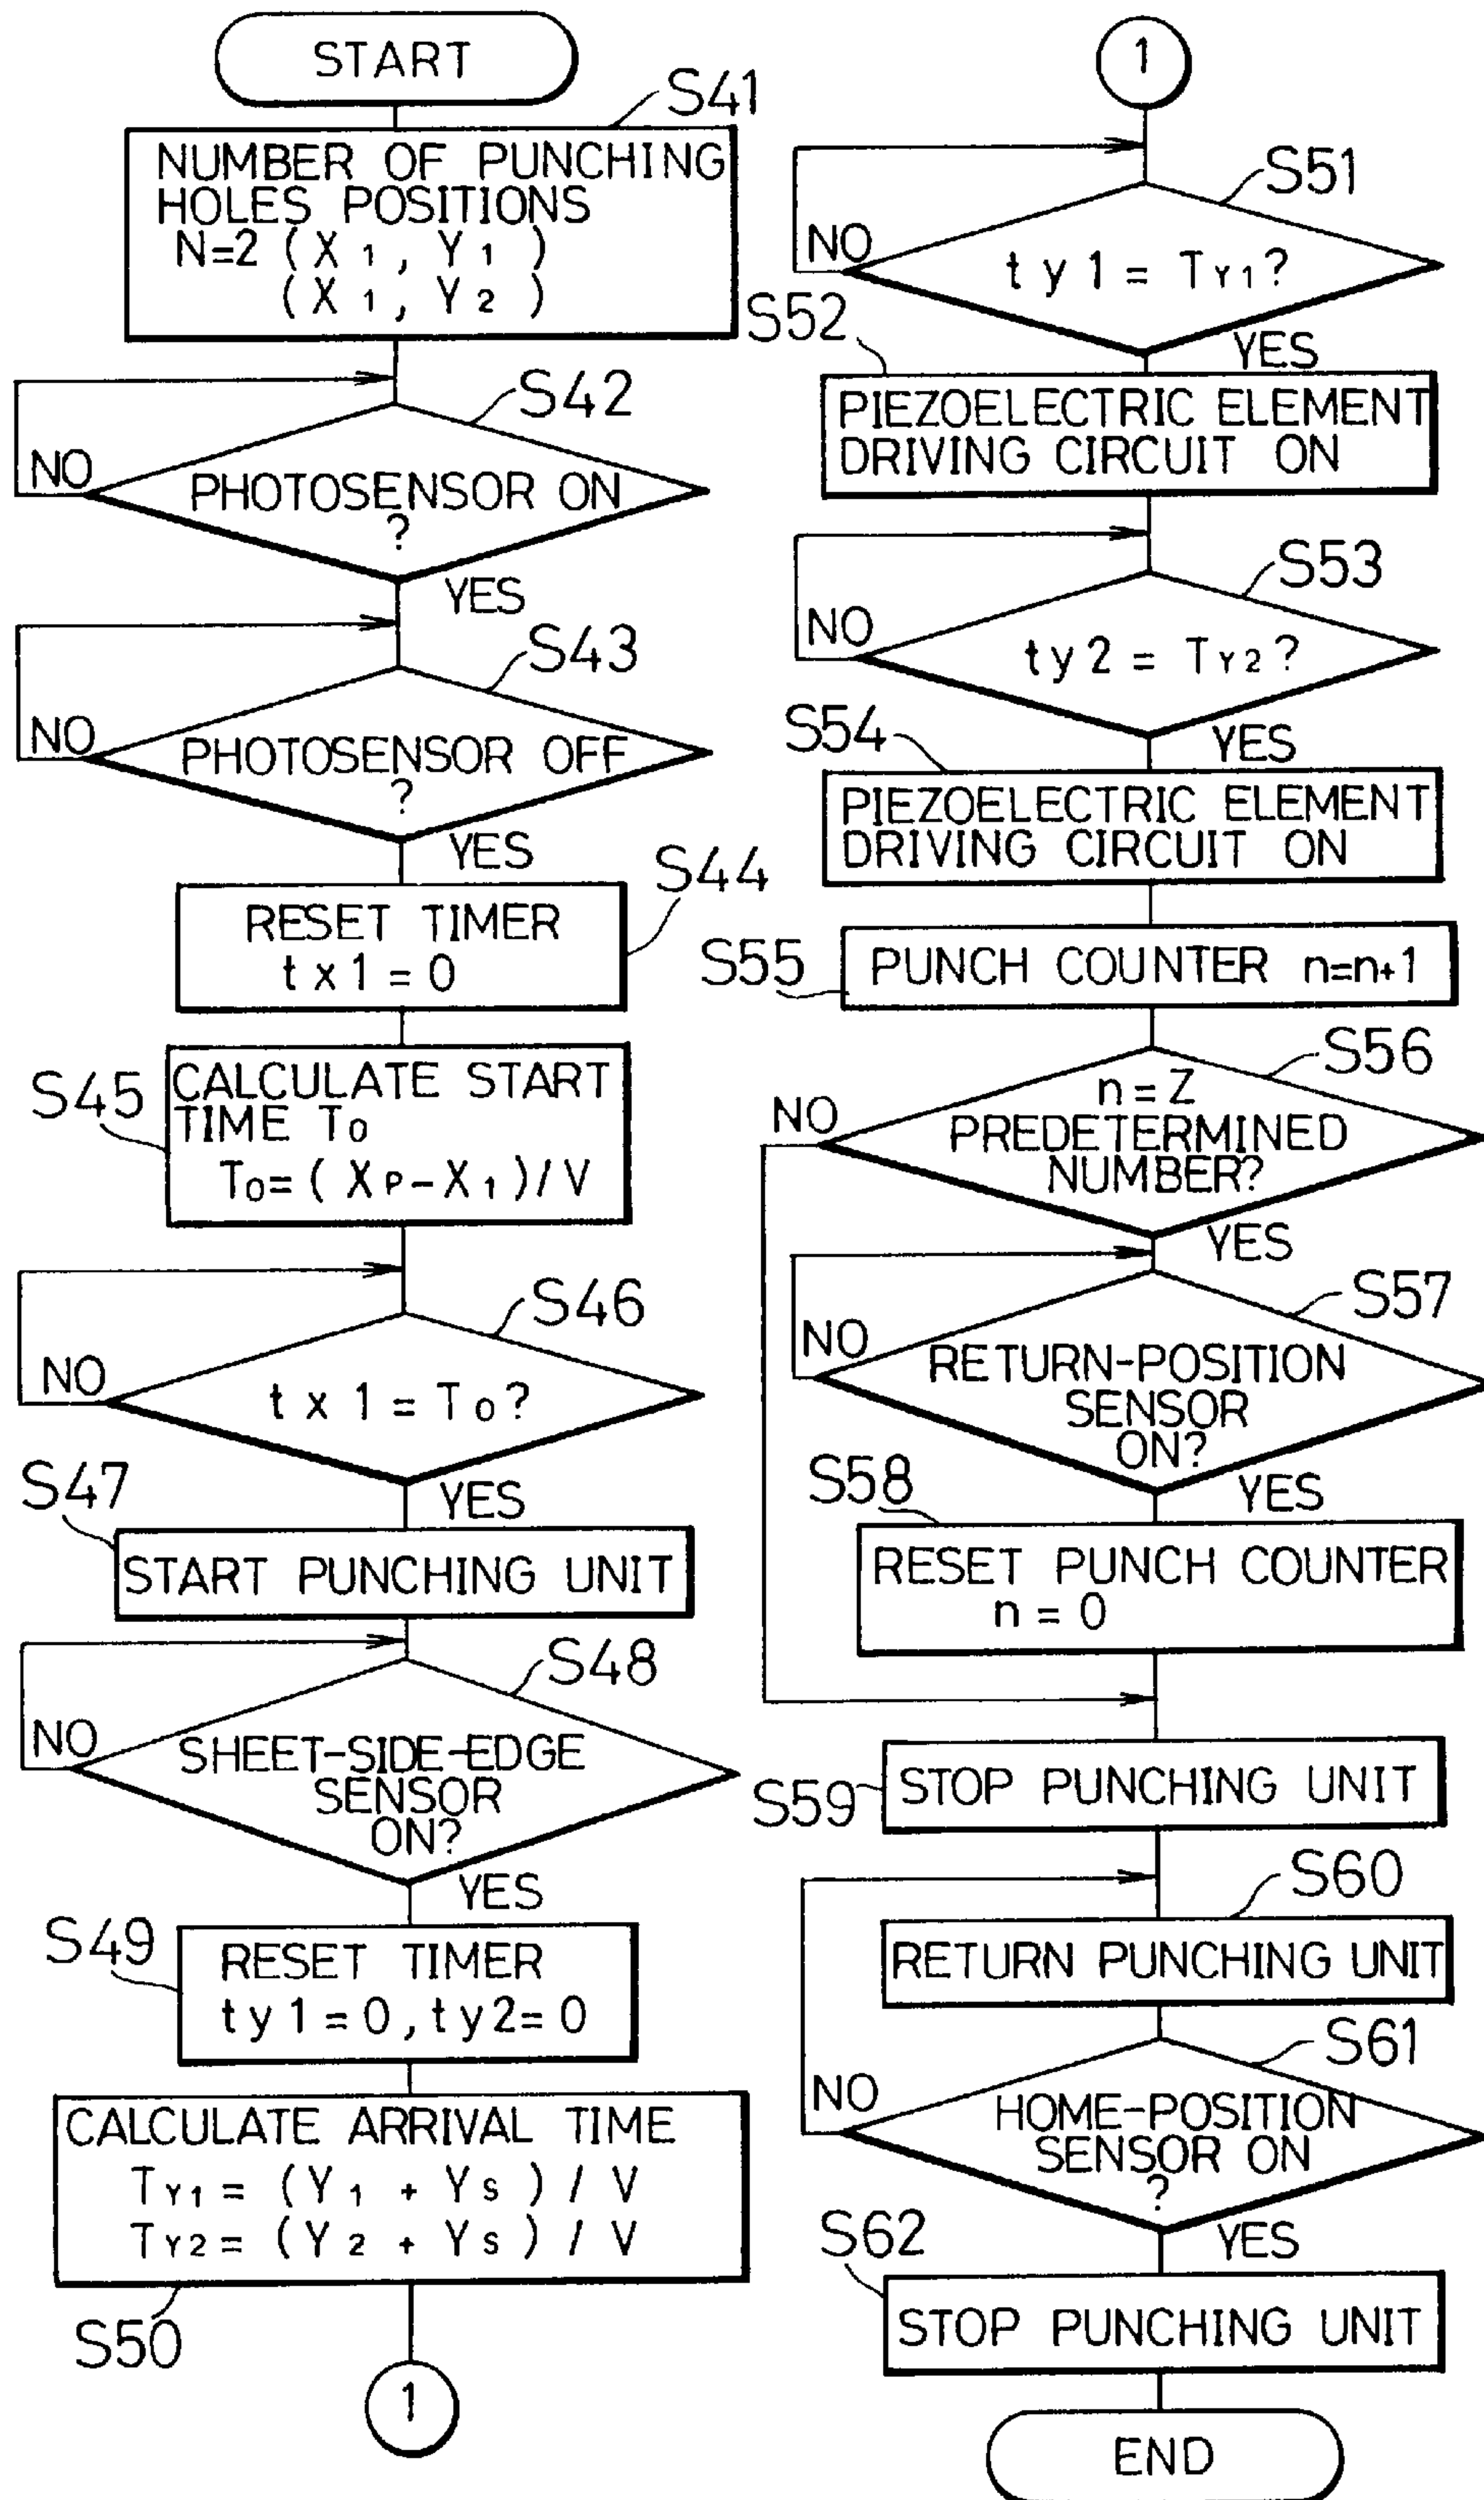 START
S41
NUMBER OF PUNCHING
HOLES POSITIONS
N=2 (X1, Y1)
(X1, Y2)
S42
NO
PHOTOSENSOR ON
?
YES
S43
NO
PHOTOSENSOR OFF
?
YES
S44
RESET TIMER
tx1=0
S45
CALCULATE START
TIME T0
T0=(XP-X1)/V
S46
NO
tx1=T0?
YES
S47
START PUNCHING UNIT
S48
NO
SHEET-SIDE-EDGE
SENSOR
ON?
YES
S49
RESET TIMER
ty1=0, ty2=0
CALCULATE ARRIVAL TIME
TY1=(Y1+YS)/V
TY2=(Y2+YS)/V
S50
1
1
S51
NO
ty1=TY1?
YES
S52
PIEZOELECTRIC ELEMENT
DRIVING CIRCUIT ON
S53
NO
ty2=TY2?
YES
S54
PIEZOELECTRIC ELEMENT
DRIVING CIRCUIT ON
S55
PUNCH COUNTER n=n+1
S56
NO
n=Z
PREDETERMINED
NUMBER?
YES
S57
NO
RETURN-POSITION
SENSOR
ON?
YES
S58
RESET PUNCH COUNTER
n=0
S59
STOP PUNCHING UNIT
S60
RETURN PUNCHING UNIT
S61
NO
HOME-POSITION
SENSOR ON
?
YES
S62
STOP PUNCHING UNIT
END